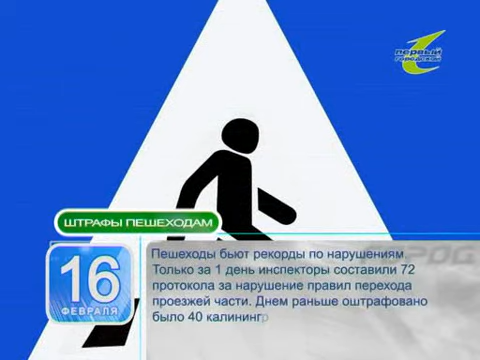 первый
городской
ШТРАФЫ ПЕШЕХОДАМ
16
ФЕВРАЛЯ
Пешеходы бьют рекорды по нарушениям.
Только за 1 день инспекторы составили 72
протокола за нарушение правил перехода
проезжей части. Днем раньше оштрафовано
было 40 калинингр